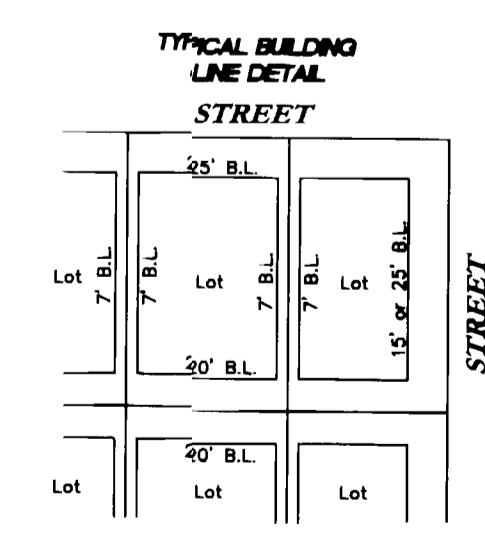 TYPICAL BUILDING
LINE DETAIL
STREET
25' B.L.
Lot
7' B.L.
7' B.L.
Lot
7' B.L.
7' B.L.
Lot
15' or 25' B.L.
STREET
20' B.L.
20' B.L.
Lot
Lot
Lot